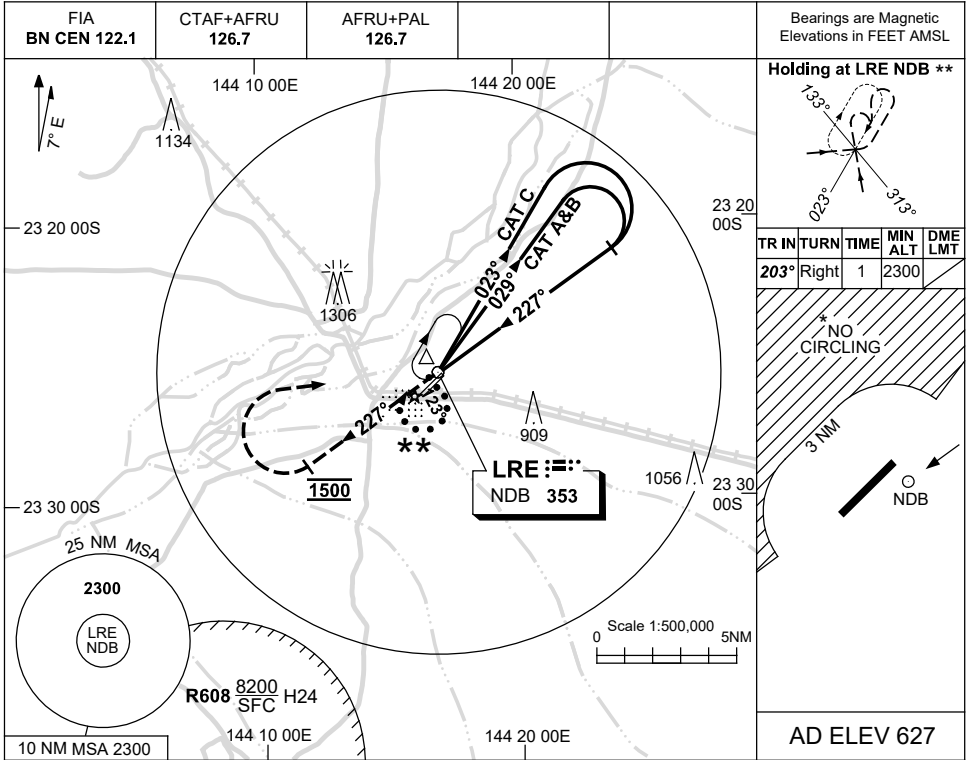 FIA
BN CEN 122.1
CTAF+AFRU
126.7
AFRU+PAL
126.7
Bearings are Magnetic
Elevations in FEET AMSL
7° E
144 10 00E
144 20 00E
1134
23 20 00S
23 20
00S
1306
CAT C
CAT A&B
023°
029°
227°
227°
23°
**
909
1056
LRE
NDB 353
1500
23 30 00S
23 30
00S
25 NM MSA
2300
LRE
NDB
10 NM MSA 2300
R608 8200
SFC H24
144 10 00E
144 20 00E
Scale 1:500,000
0 5NM
Holding at LRE NDB **
133°
023°
313°
TR IN TURN TIME MIN ALT DME LMT
203° Right 1 2300
*NO
CIRCLING
3 NM
NDB
AD ELEV 627